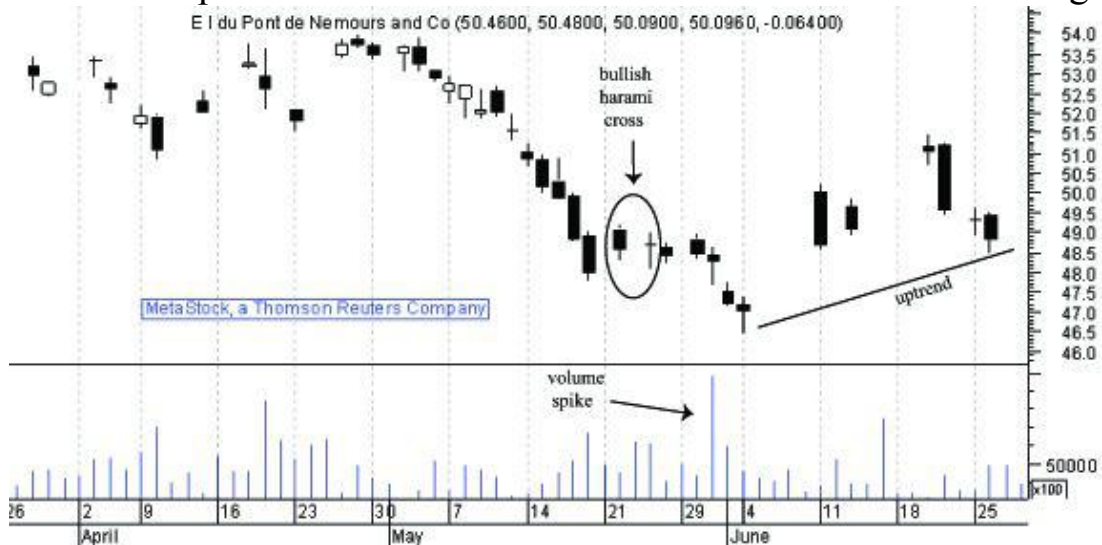 E I du Pont de Nemours and Co (50.4600, 50.4800, 50.0900, 50.0960, -0.06400)
54.0
53.5
53.0
52.5
52.0
51.5
51.0
50.5
50.0
49.5
49.0
48.5
48.0
47.5
47.0
46.5
46.0
bullish
harami
cross
uptrend
MetaStock, a Thomson Reuters Company
volume
spike
50000
x100
26 2 9 16 23 30 7 14 21 29 4 11 18 25
April May June